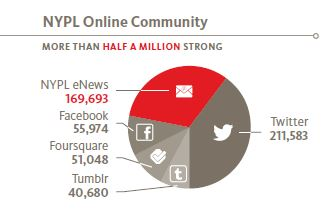 NYPL Online Community
MORE THAN HALF A MILLION STRONG
NYPL eNews
169,693
Facebook
55,974
Foursquare
51,048
Tumblr
40,680
Twitter
211,583
f
t